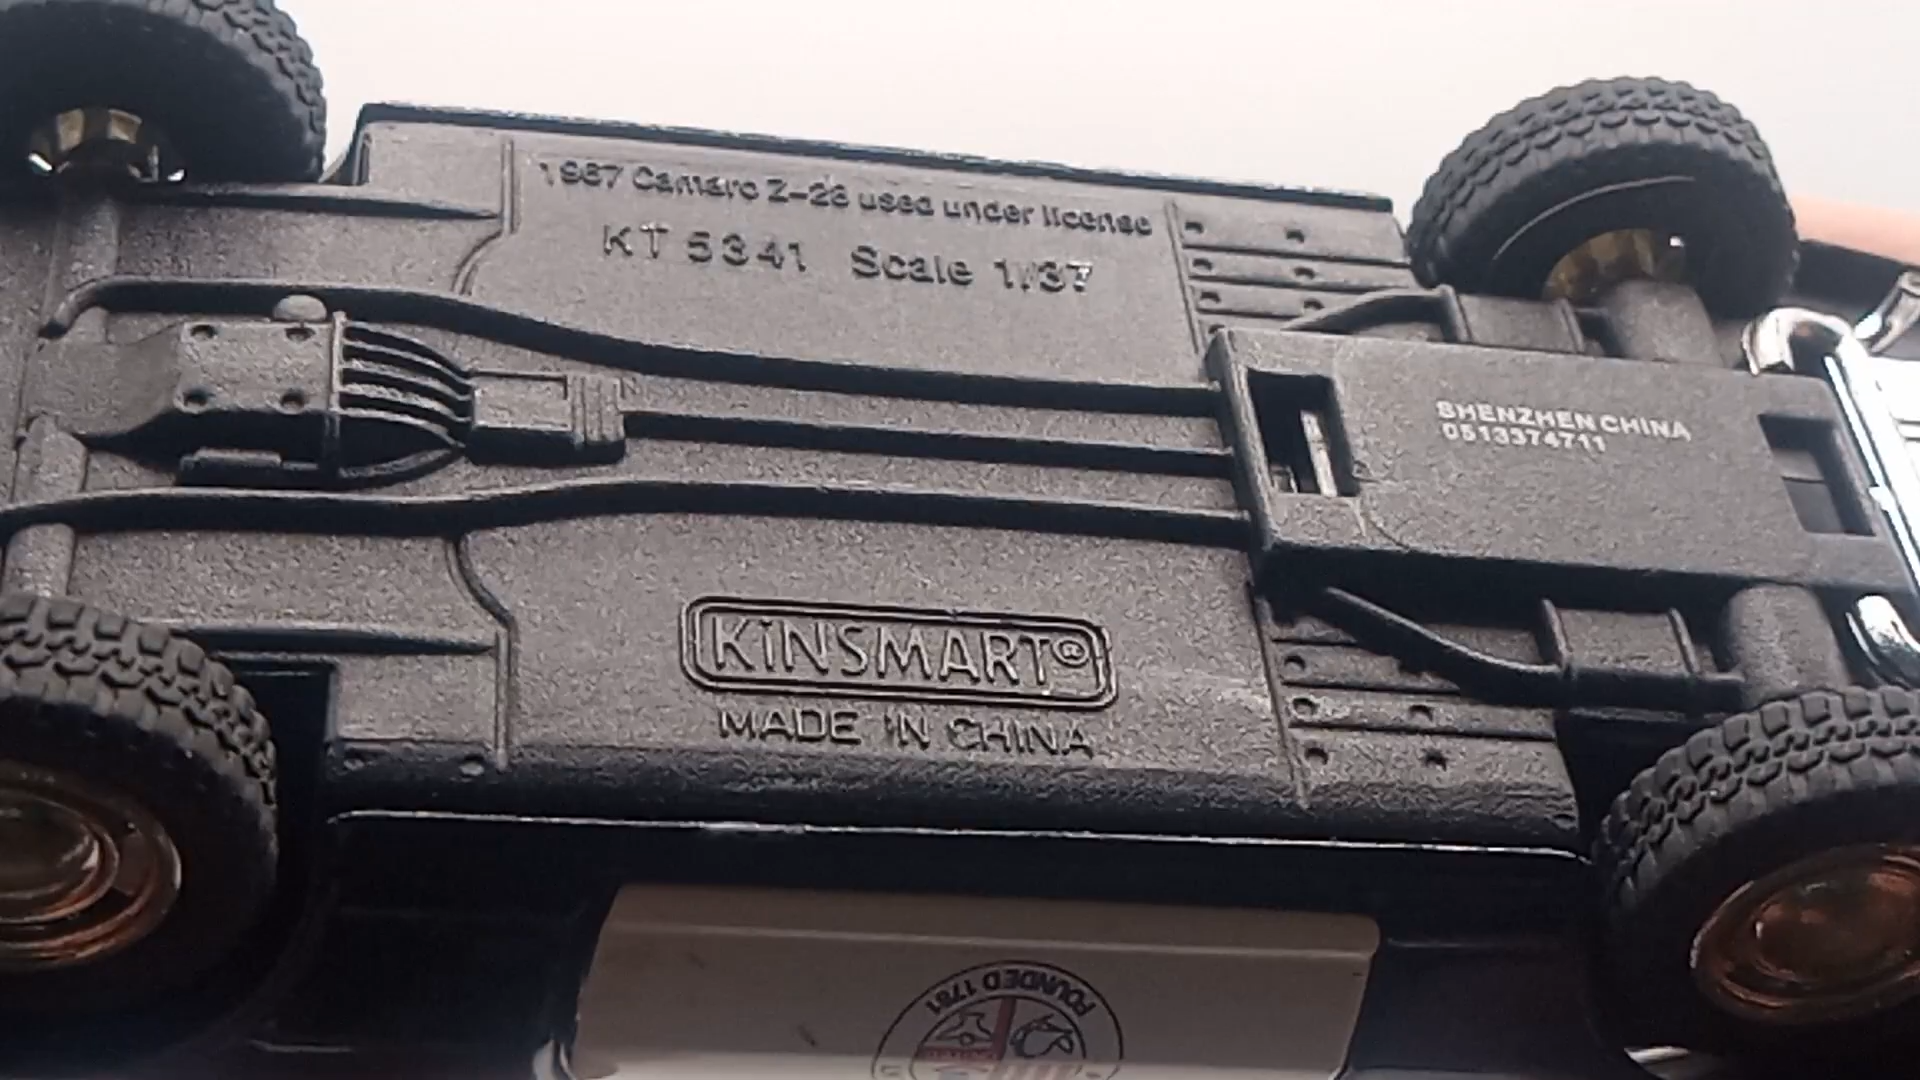 1967 Camaro Z-28 used under license
KT 5341 Scale 1/37
SHENZHEN CHINA
0513374711
KiNSMART®
MADE IN CHINA
FOUNDED 1781